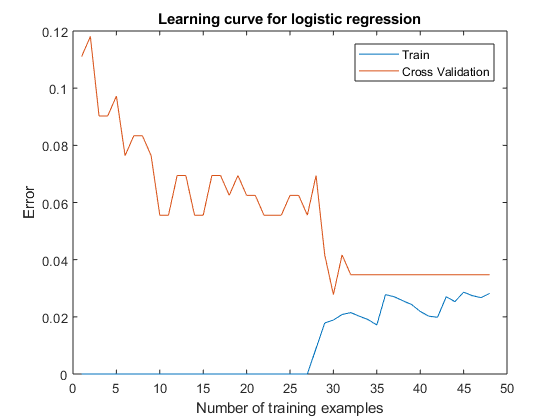 Learning curve for logistic regression
Train
Cross Validation
Error
0.12
0.1
0.08
0.06
0.04
0.02
0
0 5 10 15 20 25 30 35 40 45 50
Number of training examples